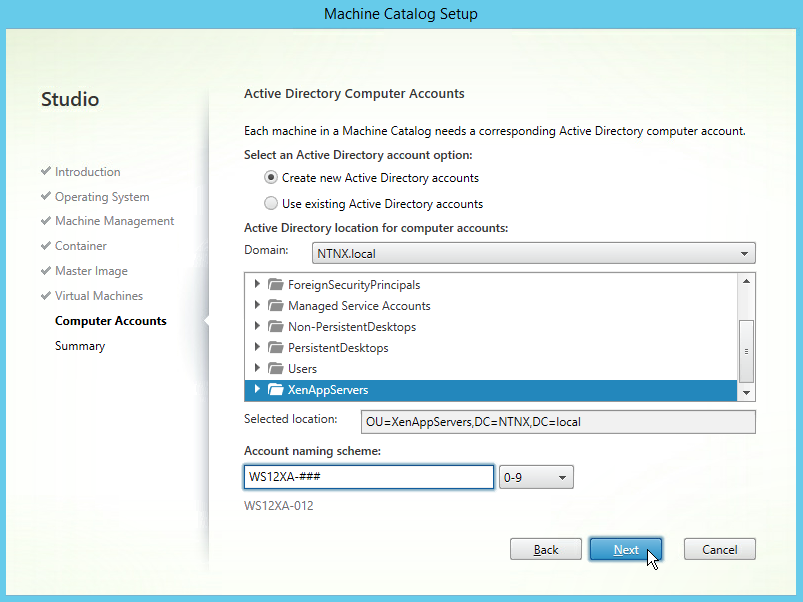 Machine Catalog Setup
Studio
Introduction
Operating System
Machine Management
Container
Master Image
Virtual Machines
Computer Accounts
Summary
Active Directory Computer Accounts
Each machine in a Machine Catalog needs a corresponding Active Directory computer account.
Select an Active Directory account option:
Create new Active Directory accounts
Use existing Active Directory accounts
Active Directory location for computer accounts:
Domain: NTNX.local
ForeignSecurityPrincipals
Managed Service Accounts
Non-PersistentDesktops
PersistentDesktops
Users
XenAppServers
Selected location: OU=XenAppServers,DC=NTNX,DC=local
Account naming scheme:
WS12XA-### 0-9
WS12XA-012
Back Next Cancel